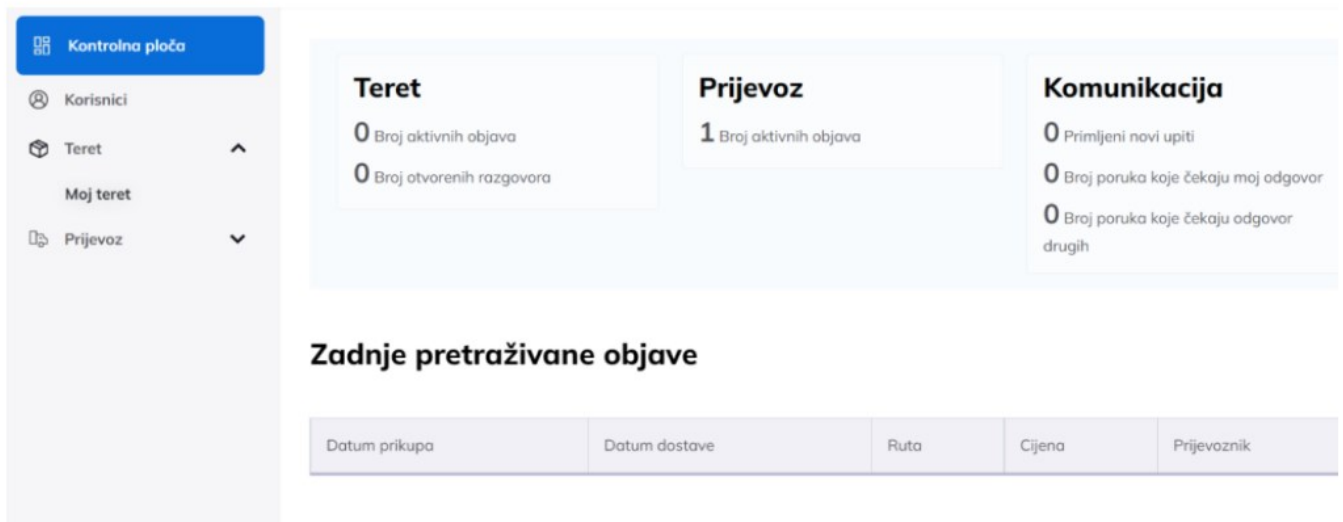 Kontrolna ploča
Korisnici
Teret
Moj teret
Prijevoz
Teret
0 Broj aktivnih objava
0 Broj otvorenih razgovora
Prijevoz
1 Broj aktivnih objava
Komunikacija
0 Primljeni novi upiti
0 Broj poruka koje čekaju moj odgovor
0 Broj poruka koje čekaju odgovor
drugih
Zadnje pretraživane objave
Datum prikupa Datum dostave Ruta Cijena Prijevoznik